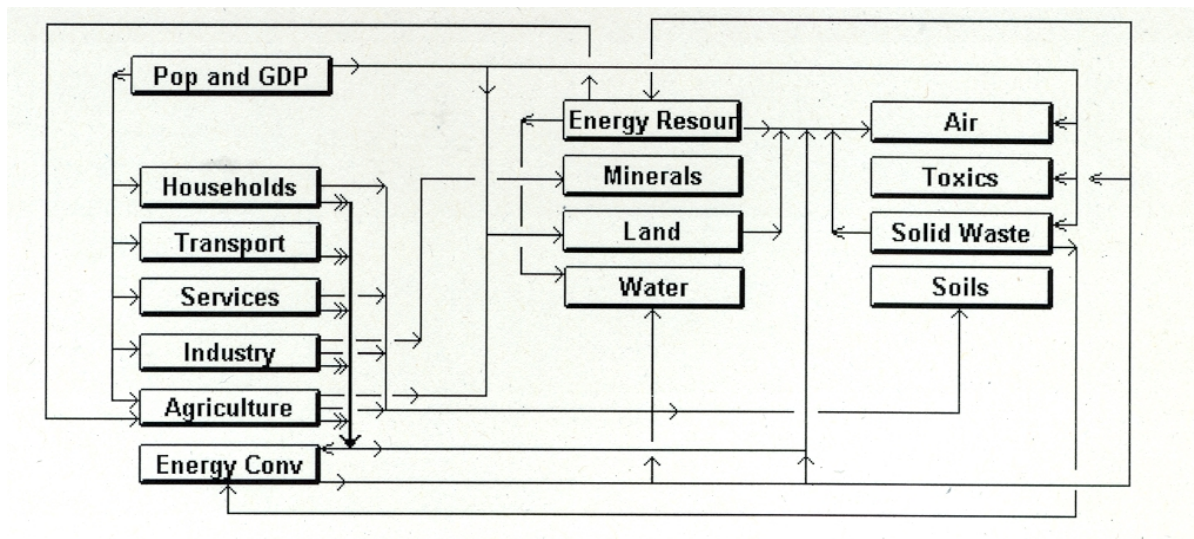 Pop and GDP
Households
Transport
Services
Industry
Agriculture
Energy Conv
Energy Resour
Minerals
Land
Water
Air
Toxics
Solid Waste
Soils